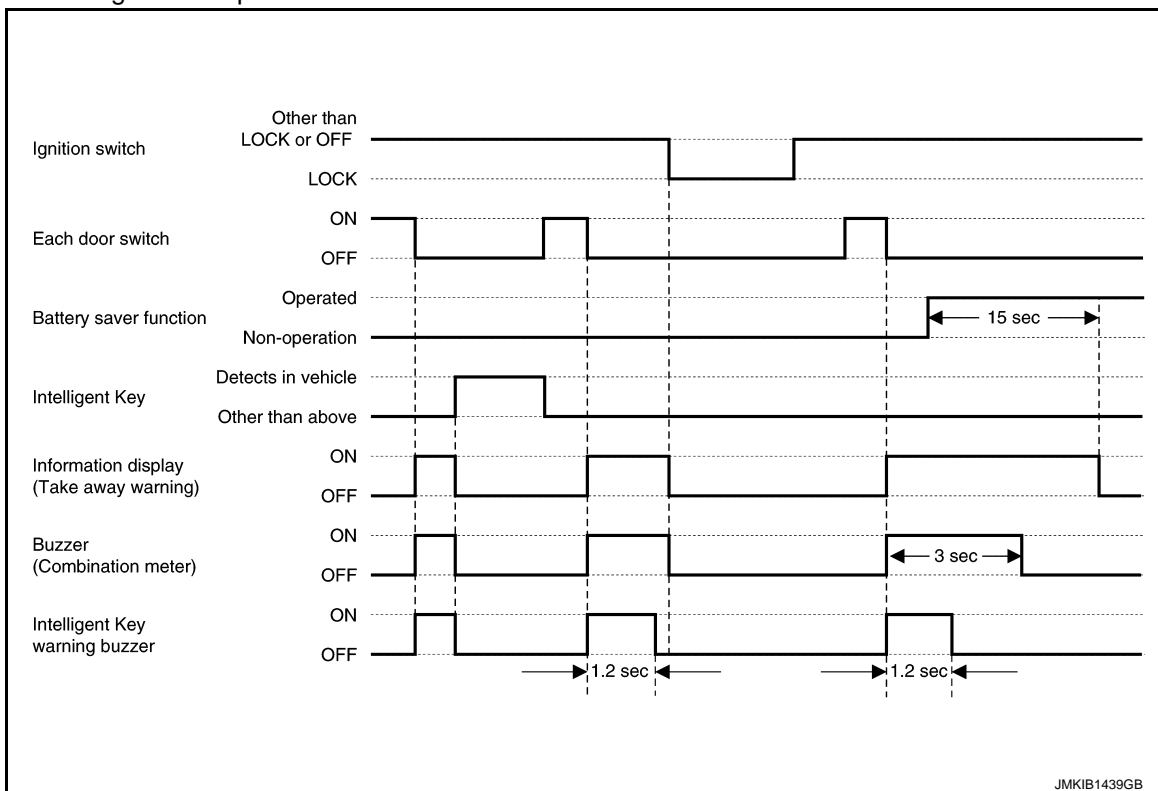 Other than
LOCK or OFF
Ignition switch
LOCK
ON
Each door switch
OFF
Operated
Battery saver function
15 sec
Non-operation
Detects in vehicle
Intelligent Key
Other than above
ON
Information display
(Take away warning)
OFF
ON
Buzzer
(Combination meter)
3 sec
OFF
ON
Intelligent Key
warning buzzer
OFF
1.2 sec
1.2 sec
JMKIB1439GB